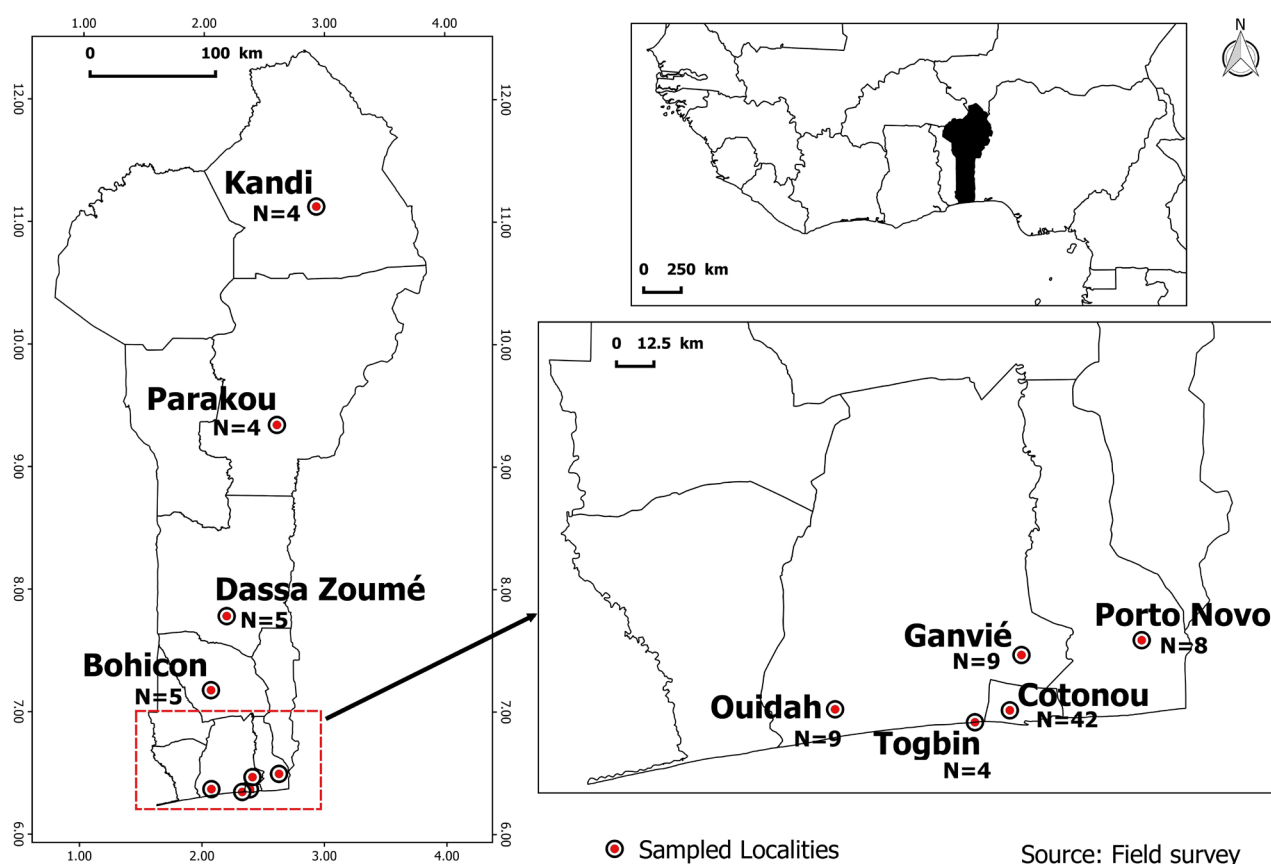 1.00 2.00 3.00 4.00
0 100 km
12.00 12.00
Kandi
N=4
11.00 11.00
10.00 10.00
Parakou
N=4
9.00 9.00
8.00 8.00
Dassa Zoumé
N=5
Bohicon
N=5
7.00 7.00
6.00 6.00
1.00 2.00 3.00 4.00
N
0 250 km
0 12.5 km
Porto Novo
N=8
Ganvié
N=9
Cotonou
N=42
Ouidah
N=9
Togbin
N=4
Sampled Localities
Source: Field survey